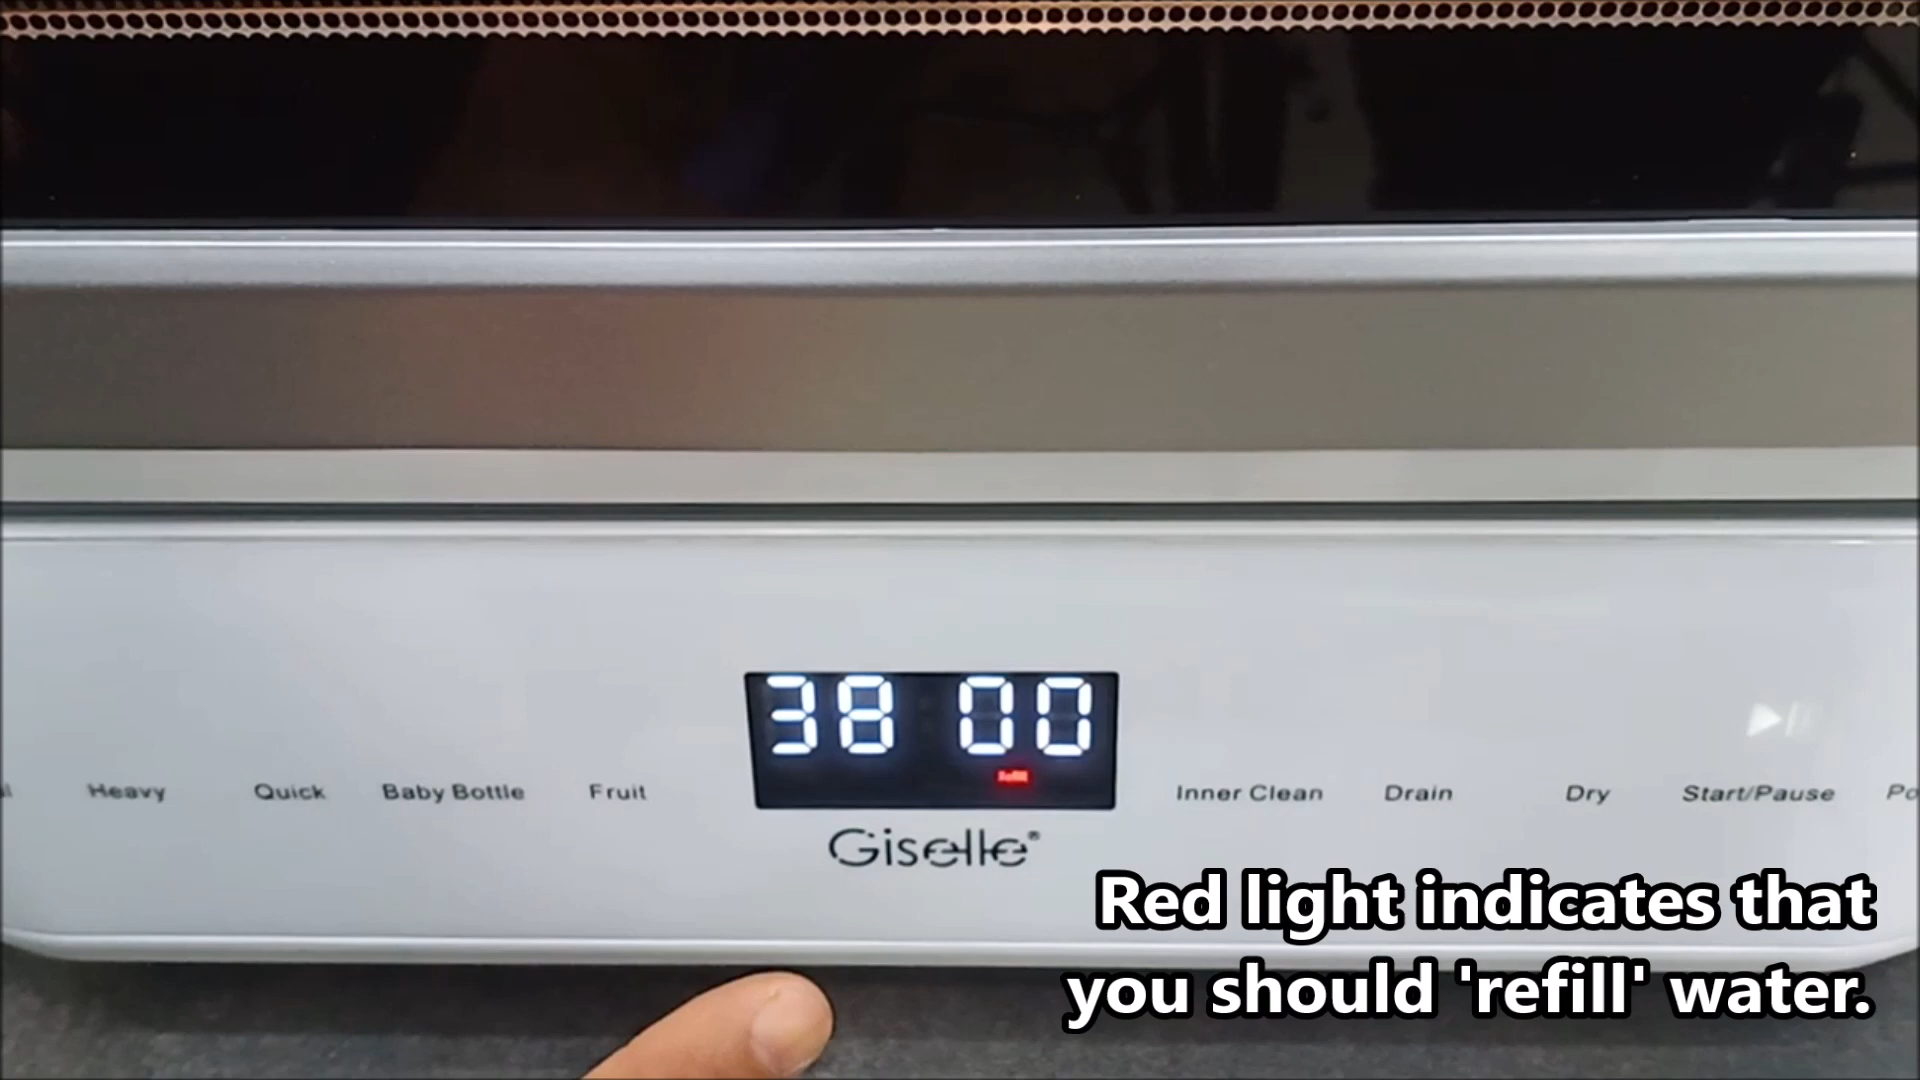 38 00
Refill
Heavy Quick Baby Bottle Fruit Inner Clean Drain Dry Start/Pause
Giselle®
Red light indicates that
you should 'refill' water.